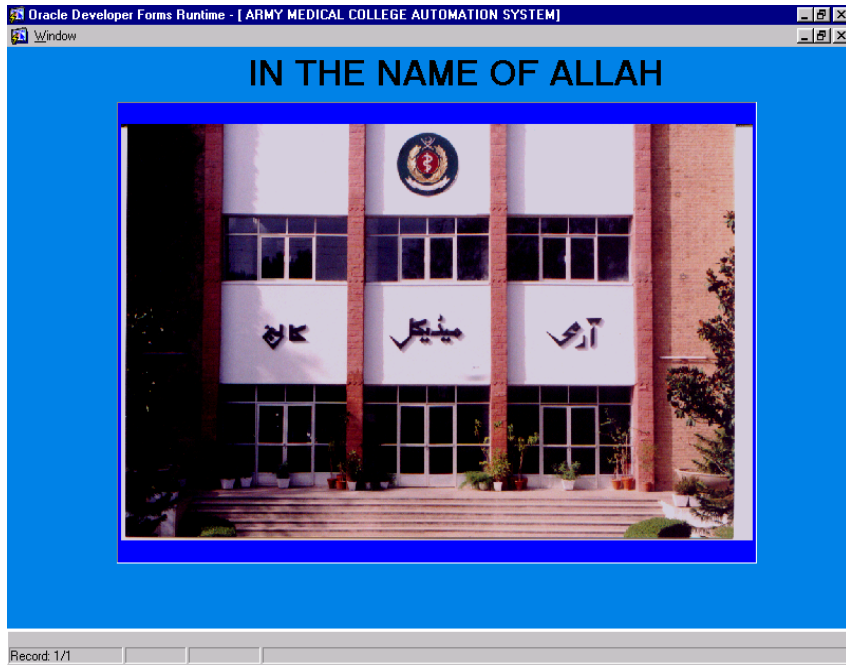 Oracle Developer Forms Runtime - [ ARMY MEDICAL COLLEGE AUTOMATION SYSTEM]
Window
IN THE NAME OF ALLAH
آرمی میڈیکل کالج
Record: 1/1